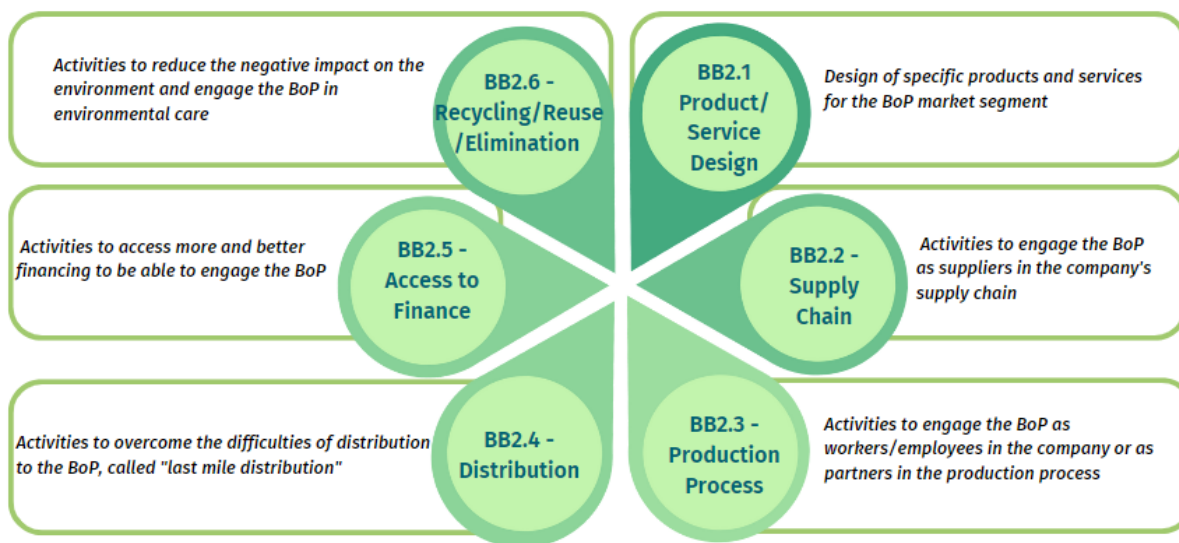 BB2.1
Product/
Service
Design
Design of specific products and services
for the BoP market segment
BB2.2 -
Supply
Chain
Activities to engage the BoP
as suppliers in the company's
supply chain
BB2.3 -
Production
Process
Activities to engage the BoP as
workers/employees in the company or as
partners in the production process
BB2.4 -
Distribution
Activities to overcome the difficulties of distribution
to the BoP, called "last mile distribution"
BB2.5 -
Access to
Finance
Activities to access more and better
financing to be able to engage the BoP
BB2.6 -
Recycling/Reuse
/Elimination
Activities to reduce the negative impact on the
environment and engage the BoP in
environmental care